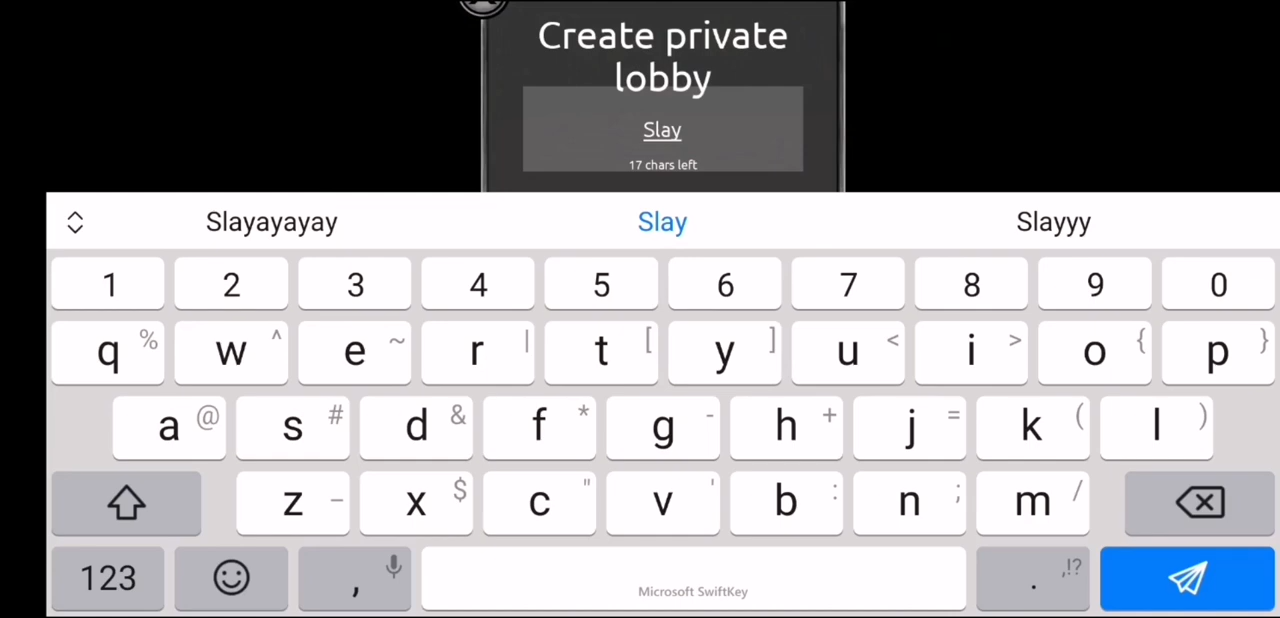 Create private
lobby
Slay
17 chars left
Slayayayay Slay Slayyy
1 2 3 4 5 6 7 8 9 0
q % w ^ e ~ r | t [ y ] u < i > o { p }
a @ s # d & f * g - h + j = k ( l )
z _ x $ c " v ' b : n ; m /
123 , Microsoft SwiftKey . ,!?